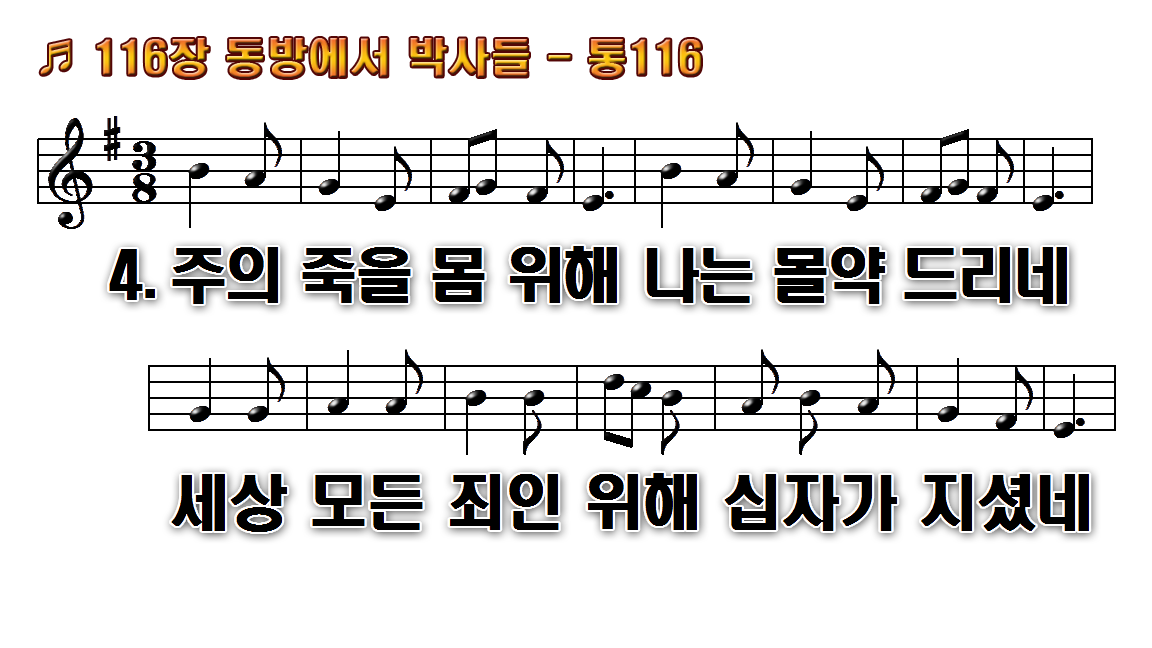 ♬ 116장 동방에서 박사들 - 통116
3
8
4. 주의 죽을 몸 위해 나는 몰약 드리네
세상 모든 죄인 위해 십자가 지셨네